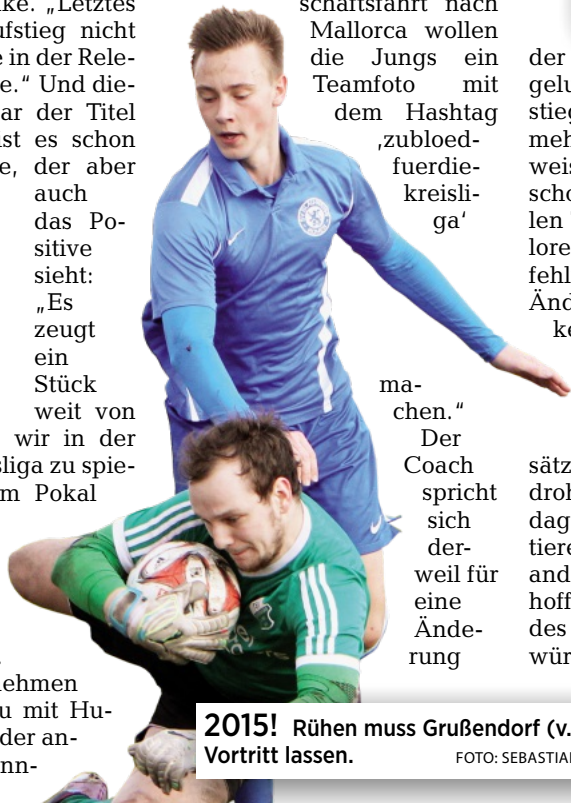 ke. „Letztes
ufstieg nicht
e in der Rele-
e.“ Und die-
ar der Titel
ist es schon
e, der aber
auch
das Po-
sitive
sieht:
„Es
zeugt
ein
Stück
weit von
wir in der
sliga zu spie-
m Pokal
nehmen
u mit Hu-
der an-
nn-
schaftsfahrt nach
Mallorca wollen
die Jungs ein
Teamfoto mit
dem Hashtag
‚zubloed-
fuerdie-
kreisli-
ga‘
ma-
chen.“
Der
Coach
spricht
sich
der-
weil für
eine
Ände-
rung
der
gelu
stieg
meh
weis
scho
len
lore
fehl
Änd
ke
sätz
droh
dag
tiere
and
hoff
des
wür
2015! Rühen muss Grußendorf (v.
Vortritt lassen.
FOTO: SEBASTIA